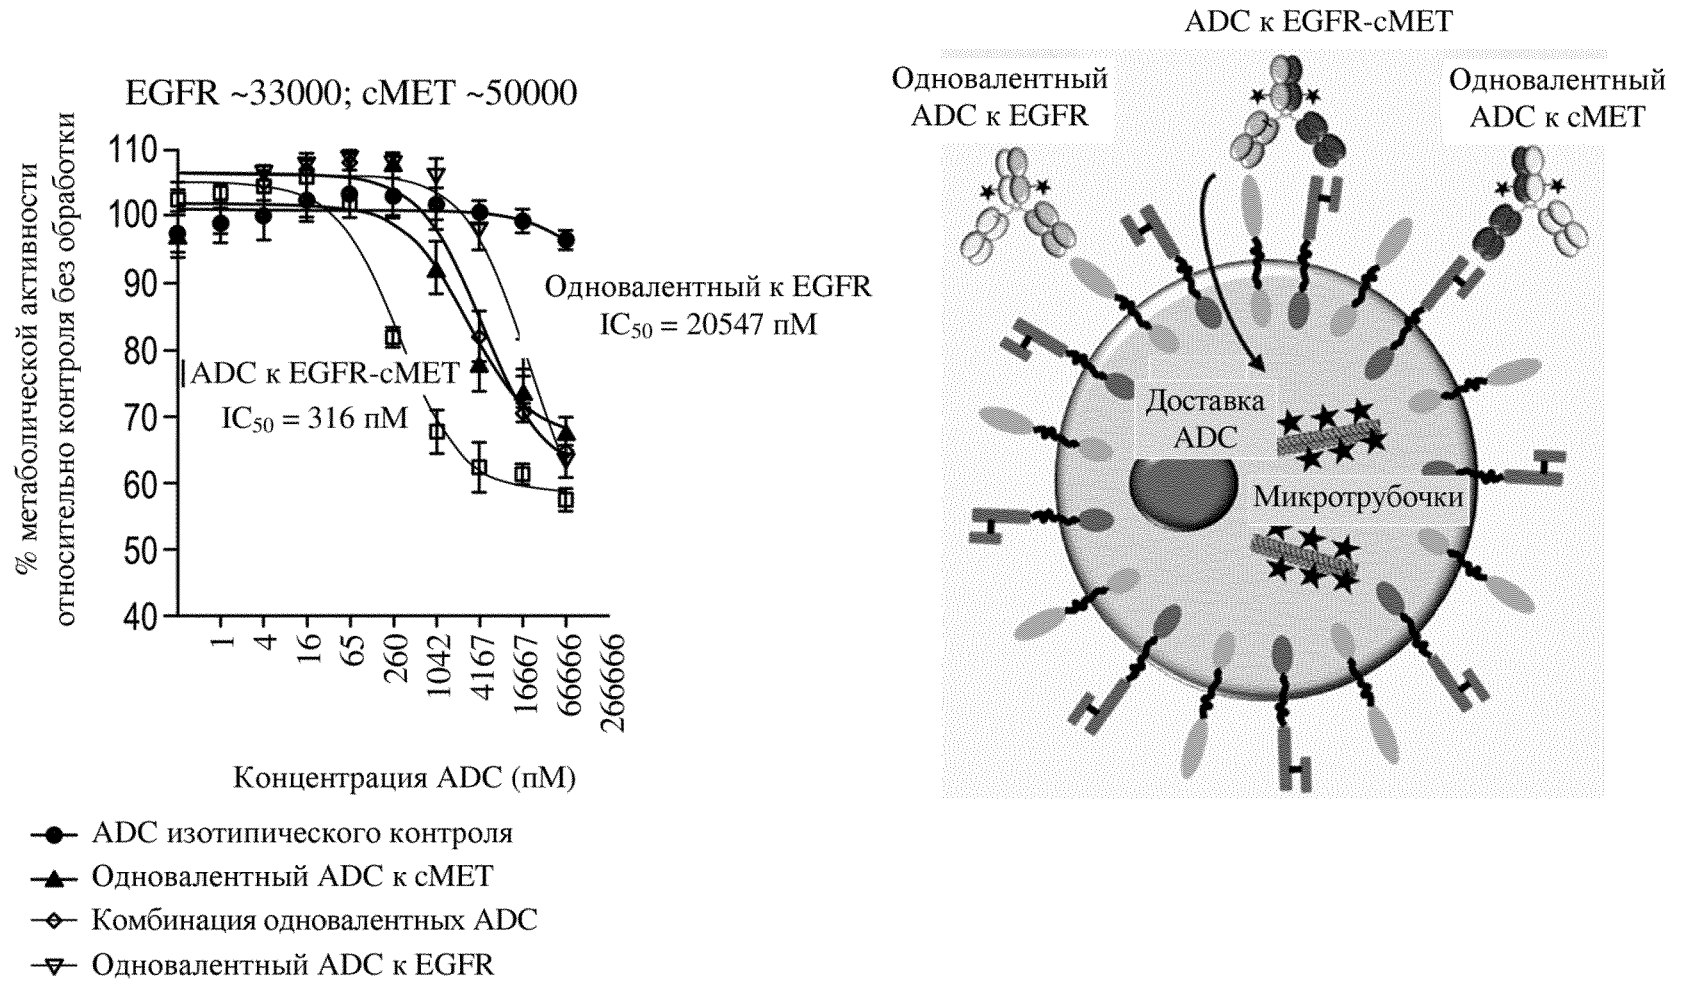 EGFR ~33000; cMET ~50000
% метаболической активности
относительно контроля без обработки
110
100
90
80
70
60
50
40
Одновалентный к EGFR
IC₅₀ = 20547 пМ
ADC к EGFR-cMET
IC₅₀ = 316 пМ
1
4
16
65
260
1042
4167
16667
66666
266666
Концентрация ADC (пМ)
ADC изотипического контроля
Одновалентный ADC к cMET
Комбинация одновалентных ADC
Одновалентный ADC к EGFR
ADC к EGFR-cMET
Одновалентный
ADC к EGFR
Одновалентный
ADC к cMET
Доставка
ADC
Микротрубочки